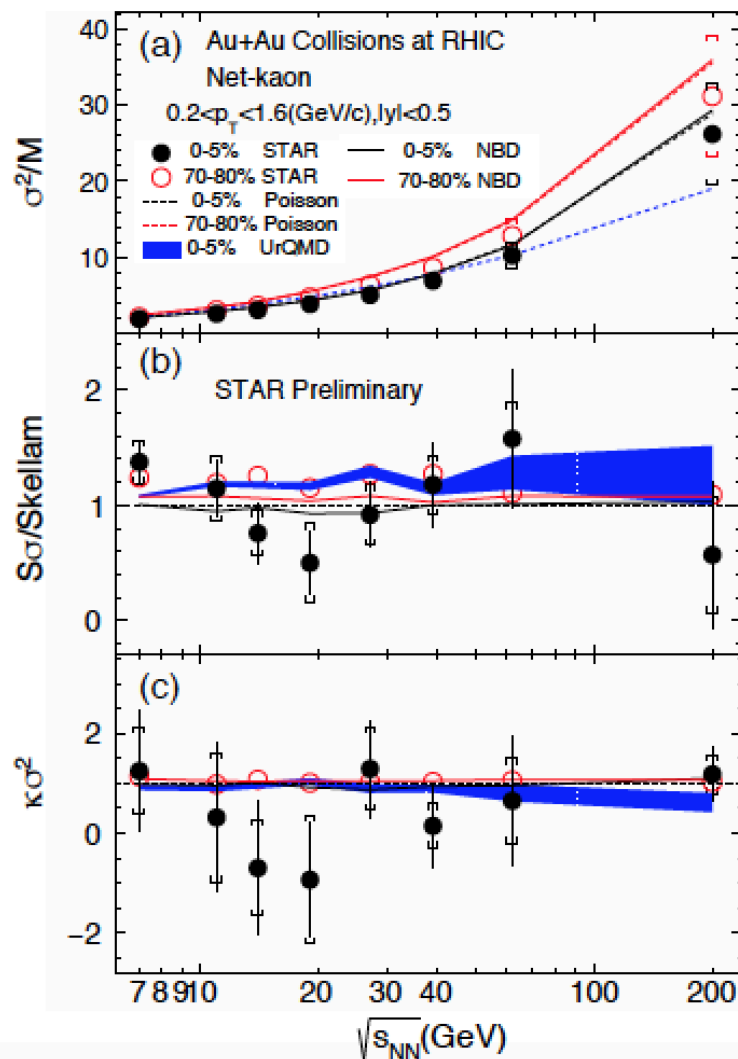 (a) Au+Au Collisions at RHIC
Net-kaon
0.2<p_T<1.6(GeV/c),|y|<0.5
0-5% STAR
70-80% STAR
0-5% Poisson
70-80% Poisson
0-5% UrQMD
0-5% NBD
70-80% NBD
σ²/M
40
30
20
10
(b)
STAR Preliminary
Sσ/Skellam
2
1
0
(c)
κσ²
2
0
−2
7 8 9 10 20 30 40 100 200
√s_NN(GeV)